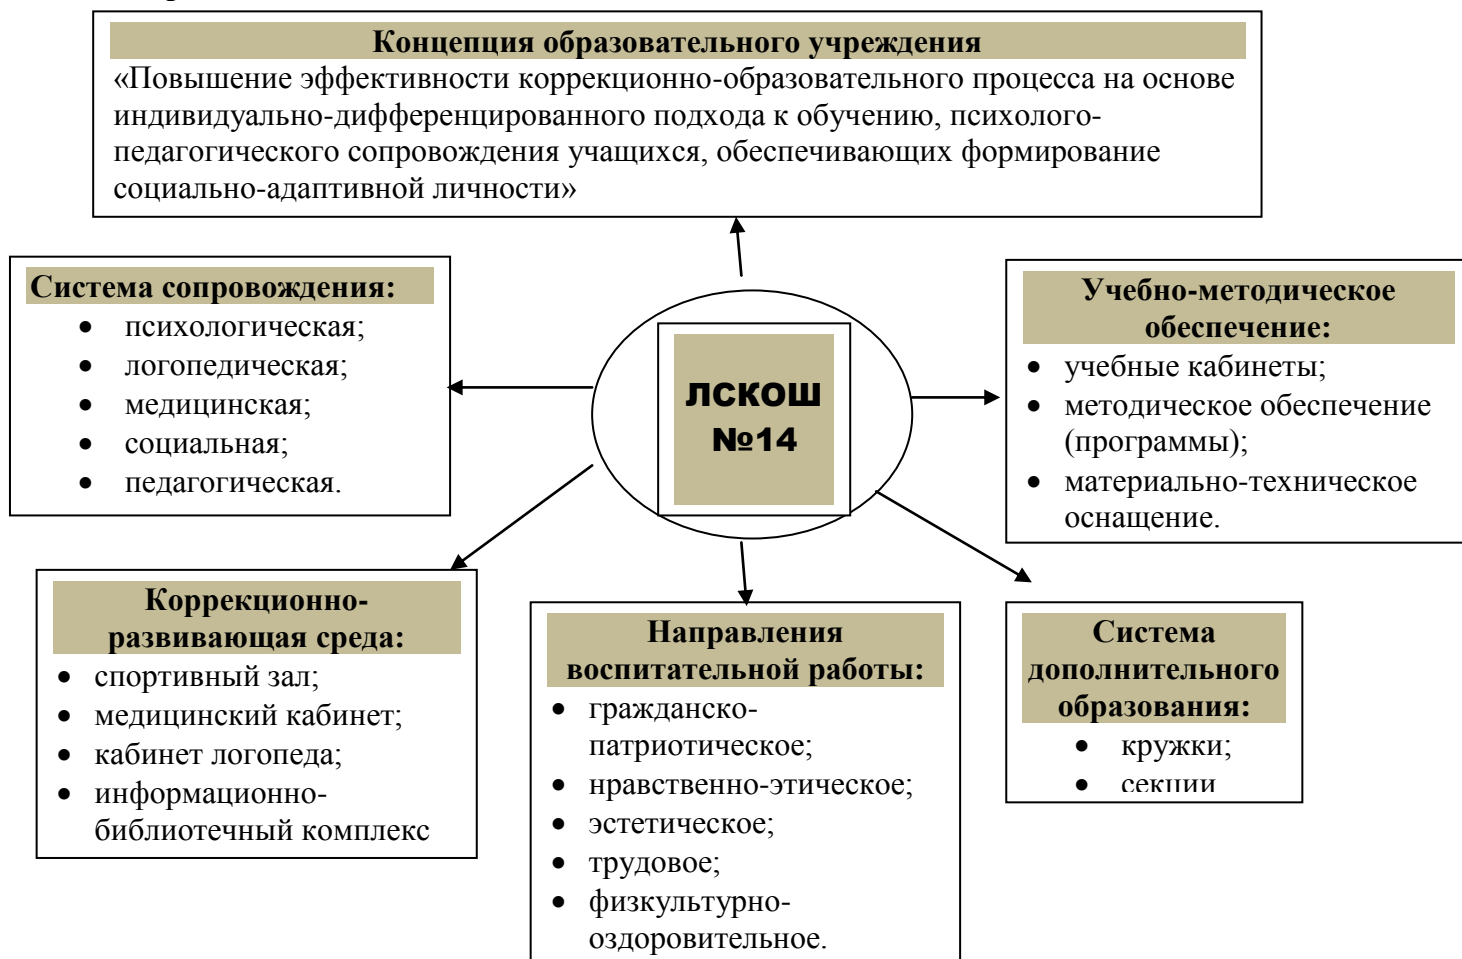 Концепция образовательного учреждения
«Повышение эффективности коррекционно-образовательного процесса на основе
индивидуально-дифференцированного подхода к обучению, психолого-
педагогического сопровождения учащихся, обеспечивающих формирование
социально-адаптивной личности»
Система сопровождения:
• психологическая;
• логопедическая;
• медицинская;
• социальная;
• педагогическая.
ЛСКОШ
№14
Учебно-методическое
обеспечение:
• учебные кабинеты;
• методическое обеспечение
(программы);
• материально-техническое
оснащение.
Коррекционно-
развивающая среда:
• спортивный зал;
• медицинский кабинет;
• кабинет логопеда;
• информационно-
библиотечный комплекс
Направления
воспитательной работы:
• гражданско-
патриотическое;
• нравственно-этическое;
• эстетическое;
• трудовое;
• физкультурно-
оздоровительное.
Система
дополнительного
образования:
• кружки;
• секции